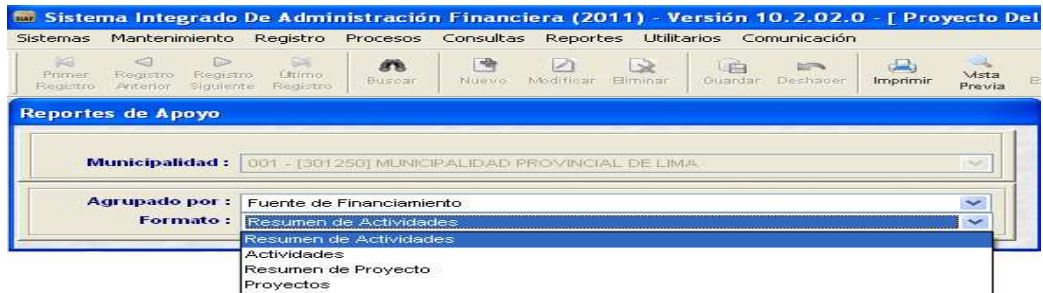 SIAF Sistema Integrado De Administración Financiera (2011) - Versión 10.2.02.0 - [ Proyecto Del
Sistemas Mantenimiento Registro Procesos Consultas Reportes Utilitarios Comunicación
Primer Registro Registro Último Buscar Nuevo Modificar Eliminar Guardar Deshacer Imprimir Vista
Registro Anterior Siguiente Registro Previa
Reportes de Apoyo
Municipalidad : 001 - [301250] MUNICIPALIDAD PROVINCIAL DE LIMA
Agrupado por : Fuente de Financiamiento
Formato : Resumen de Actividades
Resumen de Actividades
Actividades
Resumen de Proyecto
Proyectos